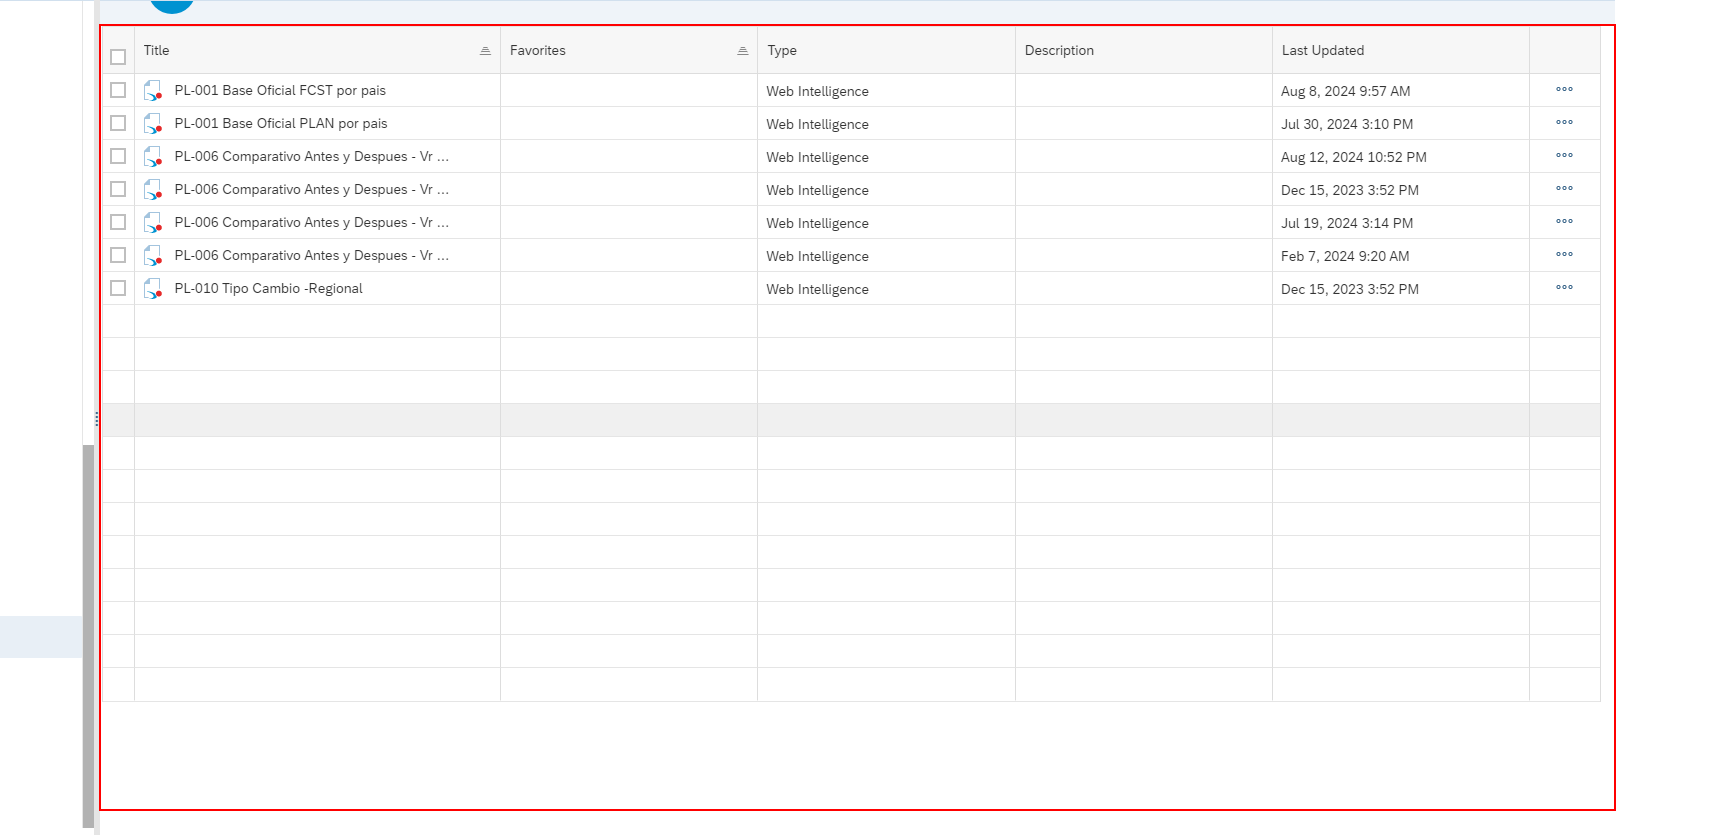 Title Favorites Type Description Last Updated
PL-001 Base Oficial FCST por pais Web Intelligence Aug 8, 2024 9:57 AM
PL-001 Base Oficial PLAN por pais Web Intelligence Jul 30, 2024 3:10 PM
PL-006 Comparativo Antes y Despues - Vr ... Web Intelligence Aug 12, 2024 10:52 PM
PL-006 Comparativo Antes y Despues - Vr ... Web Intelligence Dec 15, 2023 3:52 PM
PL-006 Comparativo Antes y Despues - Vr ... Web Intelligence Jul 19, 2024 3:14 PM
PL-006 Comparativo Antes y Despues - Vr ... Web Intelligence Feb 7, 2024 9:20 AM
PL-010 Tipo Cambio -Regional Web Intelligence Dec 15, 2023 3:52 PM